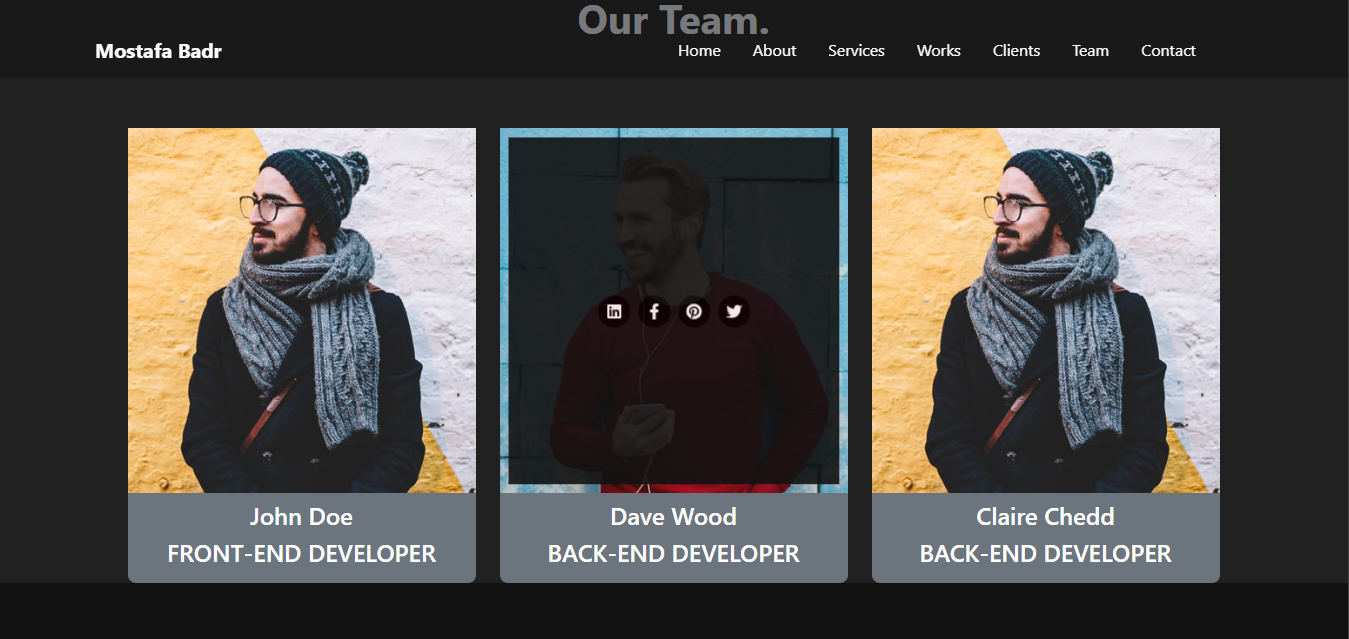 Our Team.
Mostafa Badr
Home About Services Works Clients Team Contact
John Doe
FRONT-END DEVELOPER
Dave Wood
BACK-END DEVELOPER
Claire Chedd
BACK-END DEVELOPER